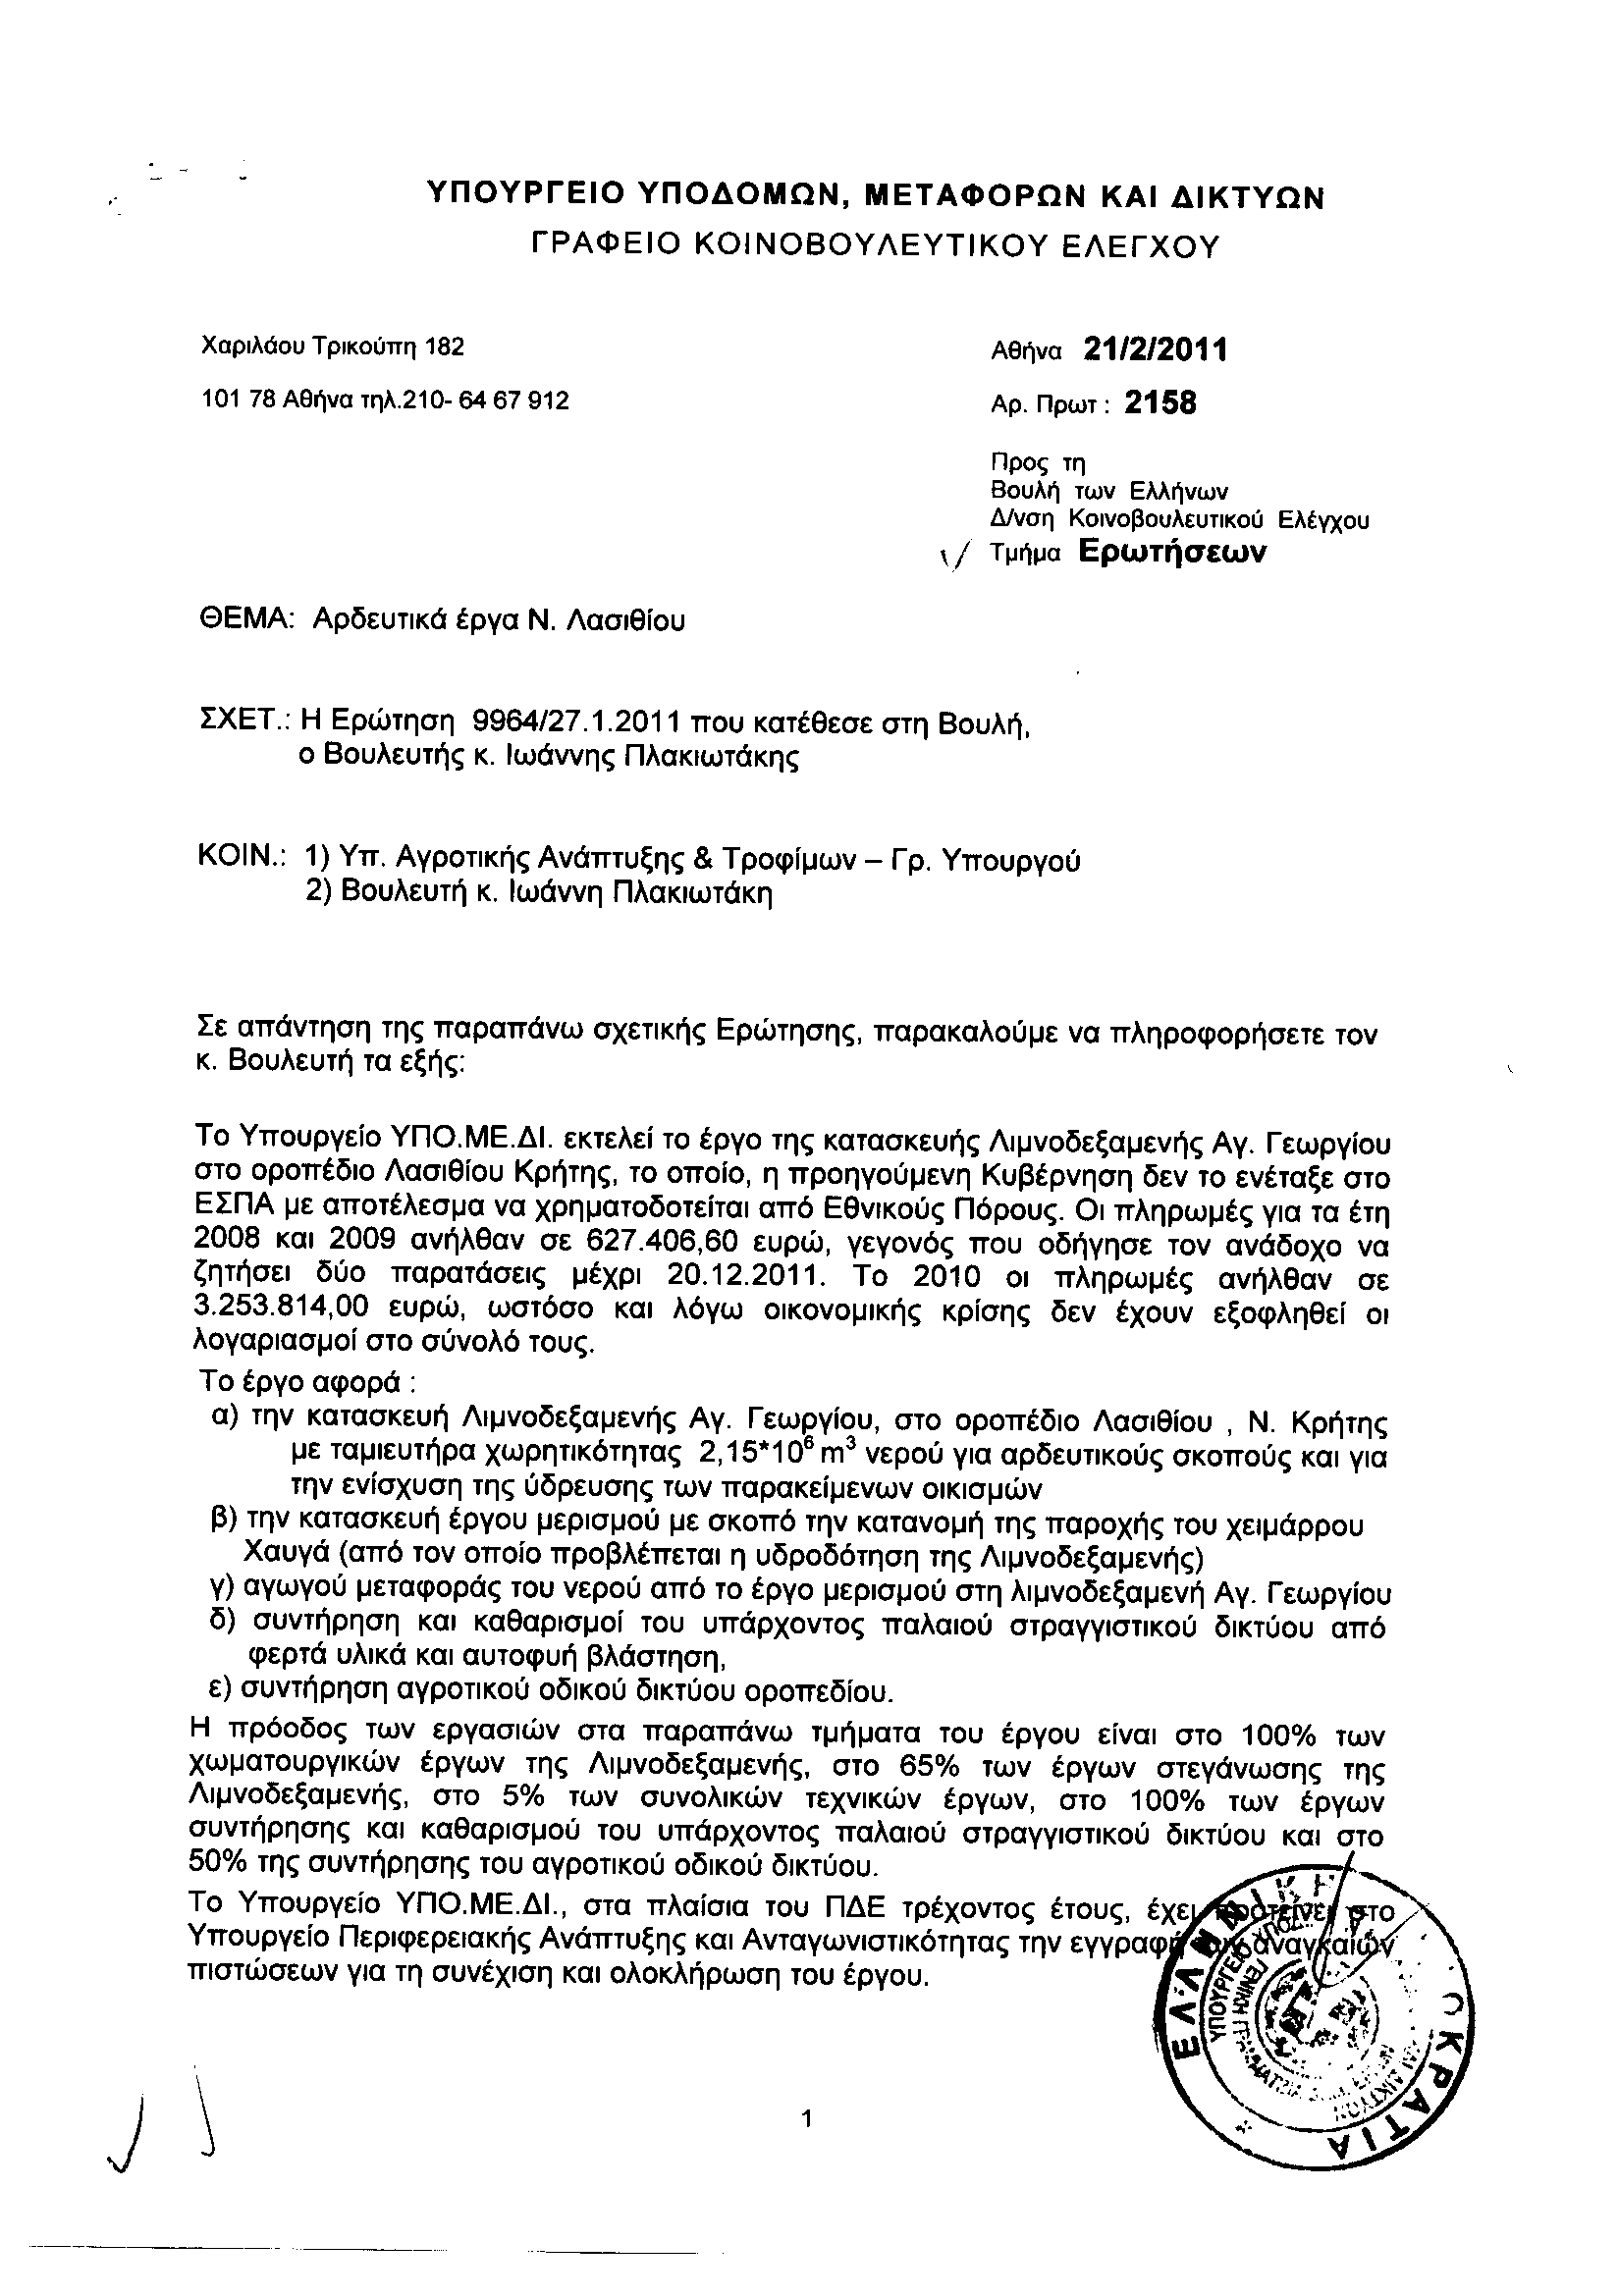 ΥΠΟΥΡΓΕΙΟ ΥΠΟΔΟΜΩΝ, ΜΕΤΑΦΟΡΩΝ ΚΑΙ ΔΙΚΤΥΩΝ
ΓΡΑΦΕΙΟ ΚΟΙΝΟΒΟΥΛΕΥΤΙΚΟΥ ΕΛΕΓΧΟΥ
Χαριλάου Τρικούπη 182
101 78 Αθήνα τηλ.210- 64 67 912
Αθήνα 21/2/2011
Αρ. Πρωτ : 2158
Προς τη
Βουλή των Ελλήνων
Δ/νση Κοινοβουλευτικού Ελέγχου
Τμήμα Ερωτήσεων
ΘΕΜΑ: Αρδευτικά έργα Ν. Λασιθίου
ΣΧΕΤ.: Η Ερώτηση 9964/27.1.2011 που κατέθεσε στη Βουλή,
ο Βουλευτής κ. Ιωάννης Πλακιωτάκης
ΚΟΙΝ.: 1) Υπ. Αγροτικής Ανάπτυξης & Τροφίμων – Γρ. Υπουργού
2) Βουλευτή κ. Ιωάννη Πλακιωτάκη
Σε απάντηση της παραπάνω σχετικής Ερώτησης, παρακαλούμε να πληροφορήσετε τον
κ. Βουλευτή τα εξής:
Το Υπουργείο ΥΠΟ.ΜΕ.ΔΙ. εκτελεί το έργο της κατασκευής Λιμνοδεξαμενής Αγ. Γεωργίου
στο οροπέδιο Λασιθίου Κρήτης, το οποίο, η προηγούμενη Κυβέρνηση δεν το ενέταξε στο
ΕΣΠΑ με αποτέλεσμα να χρηματοδοτείται από Εθνικούς Πόρους. Οι πληρωμές για τα έτη
2008 και 2009 ανήλθαν σε 627.406,60 ευρώ, γεγονός που οδήγησε τον ανάδοχο να
ζητήσει δύο παρατάσεις μέχρι 20.12.2011. Το 2010 οι πληρωμές ανήλθαν σε
3.253.814,00 ευρώ, ωστόσο και λόγω οικονομικής κρίσης δεν έχουν εξοφληθεί οι
λογαριασμοί στο σύνολό τους.
Το έργο αφορά :
α) την κατασκευή Λιμνοδεξαμενής Αγ. Γεωργίου, στο οροπέδιο Λασιθίου , Ν. Κρήτης
με ταμιευτήρα χωρητικότητας 2,15*10⁶ m³ νερού για αρδευτικούς σκοπούς και για
την ενίσχυση της ύδρευσης των παρακείμενων οικισμών
β) την κατασκευή έργου μερισμού με σκοπό την κατανομή της παροχής του χειμάρρου
Χαυγά (από τον οποίο προβλέπεται η υδροδότηση της Λιμνοδεξαμενής)
γ) αγωγού μεταφοράς του νερού από το έργο μερισμού στη λιμνοδεξαμενή Αγ. Γεωργίου
δ) συντήρηση και καθαρισμοί του υπάρχοντος παλαιού στραγγιστικού δικτύου από
φερτά υλικά και αυτοφυή βλάστηση,
ε) συντήρηση αγροτικού οδικού δικτύου οροπεδίου.
Η πρόοδος των εργασιών στα παραπάνω τμήματα του έργου είναι στο 100% των
χωματουργικών έργων της Λιμνοδεξαμενής, στο 65% των έργων στεγάνωσης της
Λιμνοδεξαμενής, στο 5% των συνολικών τεχνικών έργων, στο 100% των έργων
συντήρησης και καθαρισμού του υπάρχοντος παλαιού στραγγιστικού δικτύου και στο
50% της συντήρησης του αγροτικού οδικού δικτύου.
Το Υπουργείο ΥΠΟ.ΜΕ.ΔΙ., στα πλαίσια του ΠΔΕ τρέχοντος έτους, έχει προτείνει στο
Υπουργείο Περιφερειακής Ανάπτυξης και Ανταγωνιστικότητας την εγγραφή αναγκαίων
πιστώσεων για τη συνέχιση και ολοκλήρωση του έργου.
1